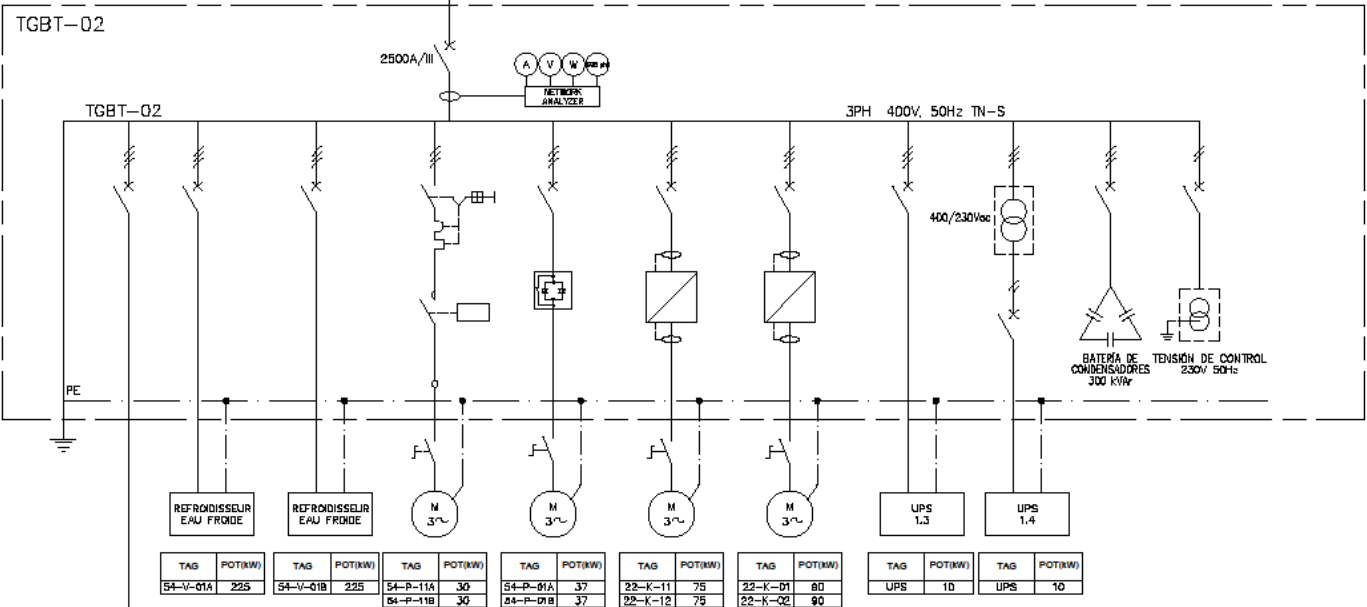 TGBT-02
2500A/III
A V W
NETWORK
ANALYZER
TGBT-02
3PH 400V, 50Hz TN-S
400/230Vac
BATERÍA DE
CONDENSADORES
300 kVAr
TENSIÓN DE CONTROL
230V 50Hz
PE
REFROIDISSEUR
EAU FROIDE
REFROIDISSEUR
EAU FROIDE
M
3~
M
3~
M
3~
M
3~
UPS
1.3
UPS
1.4
TAG POT(kW)
54-V-01A 225
TAG POT(kW)
54-V-01B 225
TAG POT(kW)
54-P-11A 30
54-P-11B 30
TAG POT(kW)
54-P-01A 37
54-P-01B 37
TAG POT(kW)
22-K-11 75
22-K-12 75
TAG POT(kW)
22-K-01 90
22-K-02 90
TAG POT(kW)
UPS 10
TAG POT(kW)
UPS 10